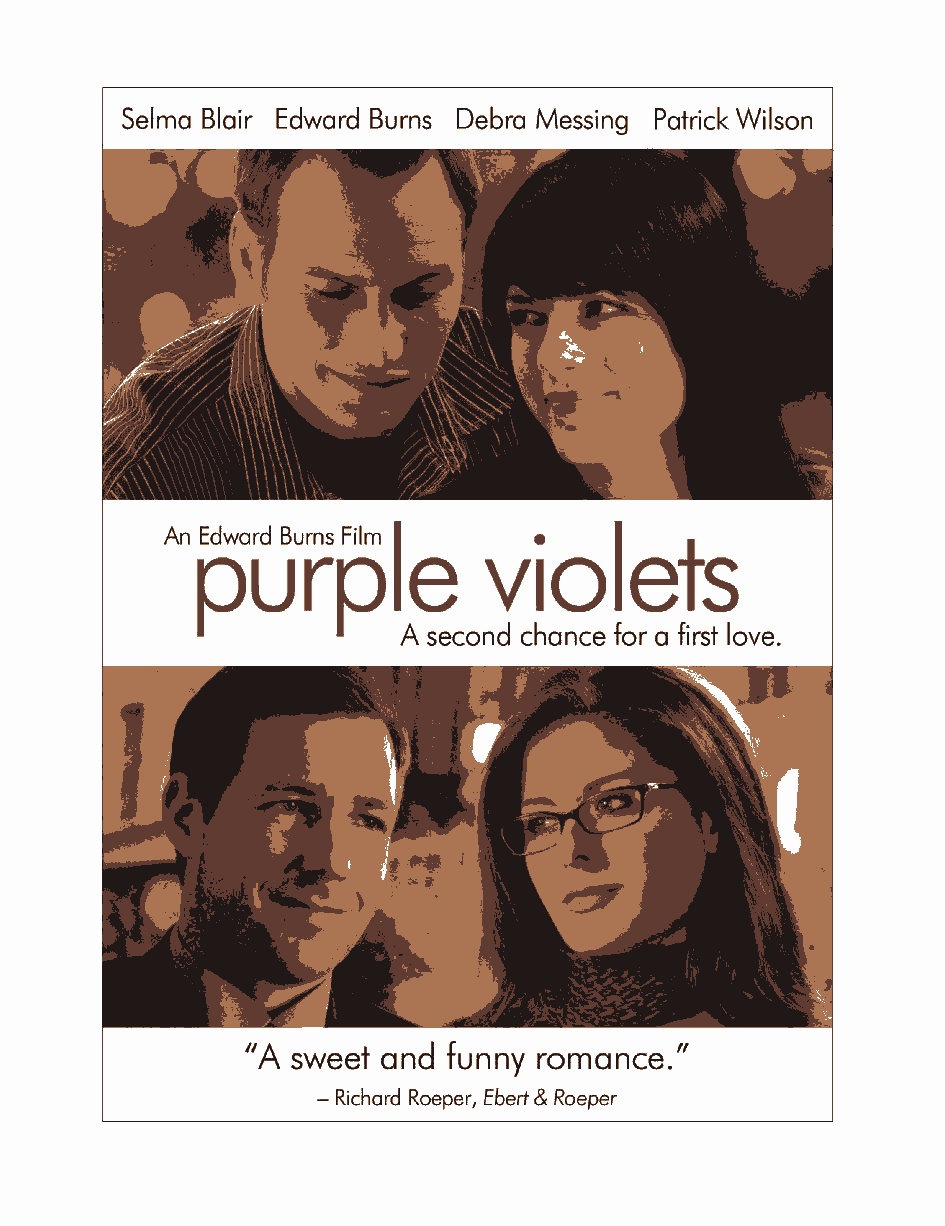 Selma Blair Edward Burns Debra Messing Patrick Wilson
An Edward Burns Film
purple violets
A second chance for a first love.
“A sweet and funny romance.”
– Richard Roeper, Ebert & Roeper